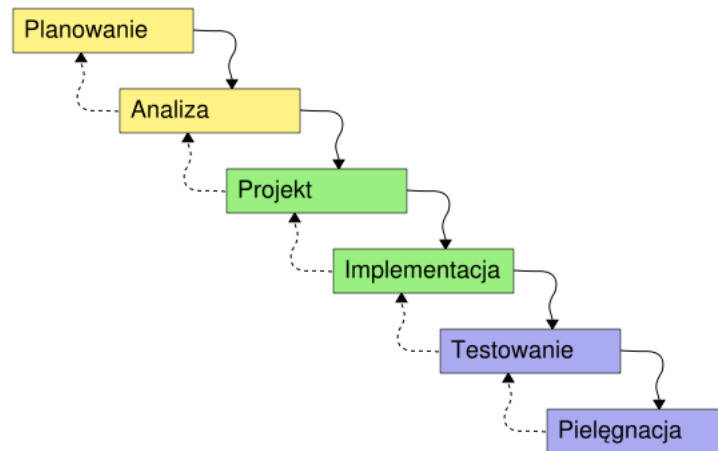 Planowanie
Analiza
Projekt
Implementacja
Testowanie
Pielęgnacja